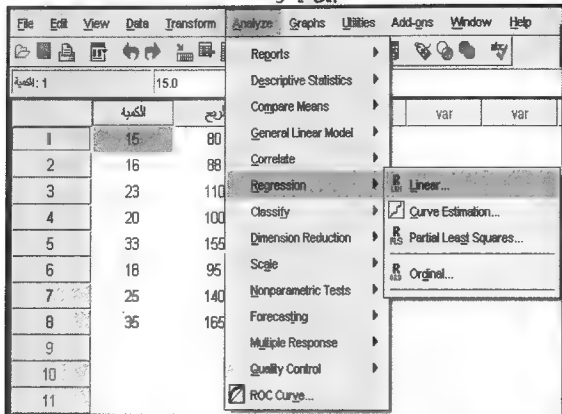 File Edit View Data Transform Analyze Graphs Utilities Add-ons Window Help
الكمية: 1 15.0
الكمية الربح var var
1 15 80
2 16 88
3 23 110
4 20 100
5 33 155
6 18 95
7 25 140
8 35 165
9
10
11
Reports
Descriptive Statistics
Compare Means
General Linear Model
Correlate
Regression
Classify
Dimension Reduction
Scale
Nonparametric Tests
Forecasting
Multiple Response
Quality Control
ROC Curve...
R LIN Linear...
Curve Estimation...
R PLS Partial Least Squares...
R ORD Ordinal...